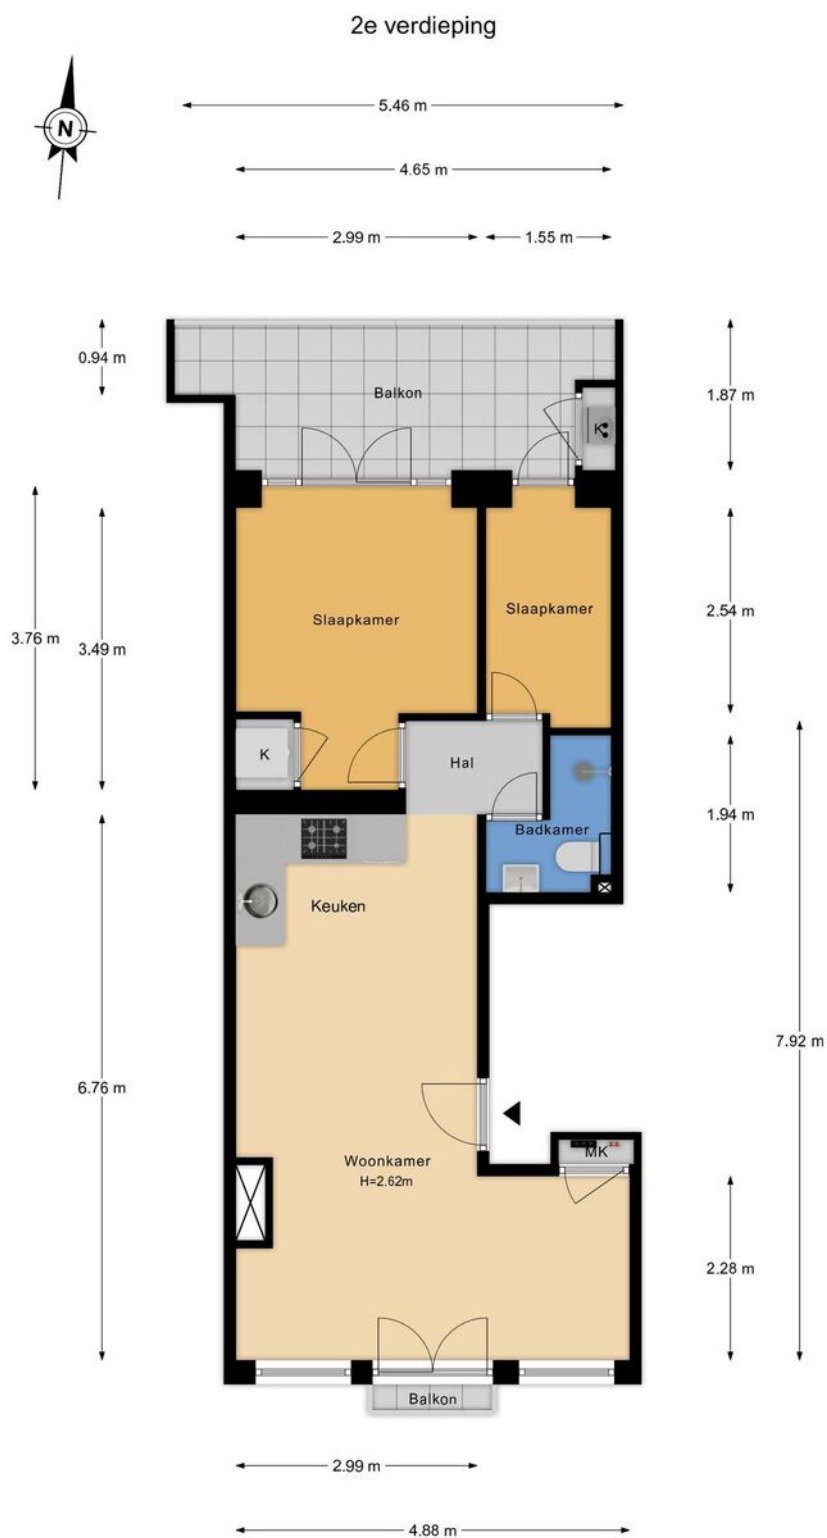 2e verdieping
N
5.46 m
4.65 m
2.99 m
1.55 m
0.94 m
Balkon
1.87 m
K
Slaapkamer
Slaapkamer
2.54 m
3.76 m
3.49 m
K
Hal
1.94 m
Badkamer
Keuken
7.92 m
6.76 m
MK
Woonkamer
H=2.62m
2.28 m
Balkon
2.99 m
4.88 m